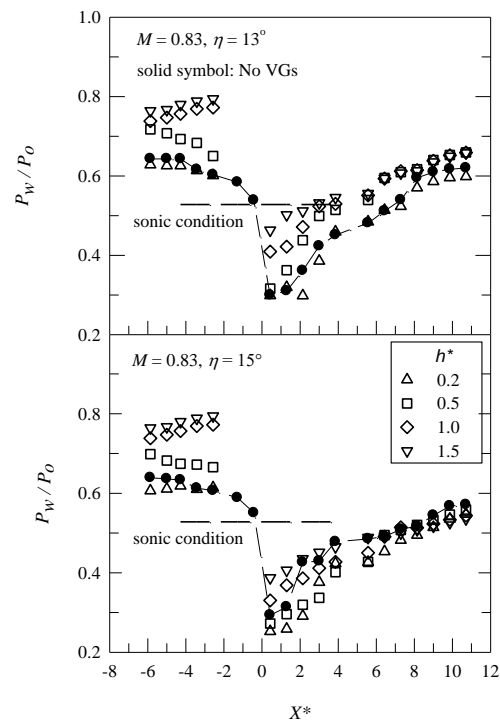 1.0
M = 0.83, η = 13°
solid symbol: No VGs
0.8
P_W / P_O
0.6
sonic condition
0.4
0.2
M = 0.83, η = 15°
h*
0.2
0.5
1.0
1.5
0.8
P_W / P_O
0.6
sonic condition
0.4
0.2
-8 -6 -4 -2 0 2 4 6 8 10 12
X*